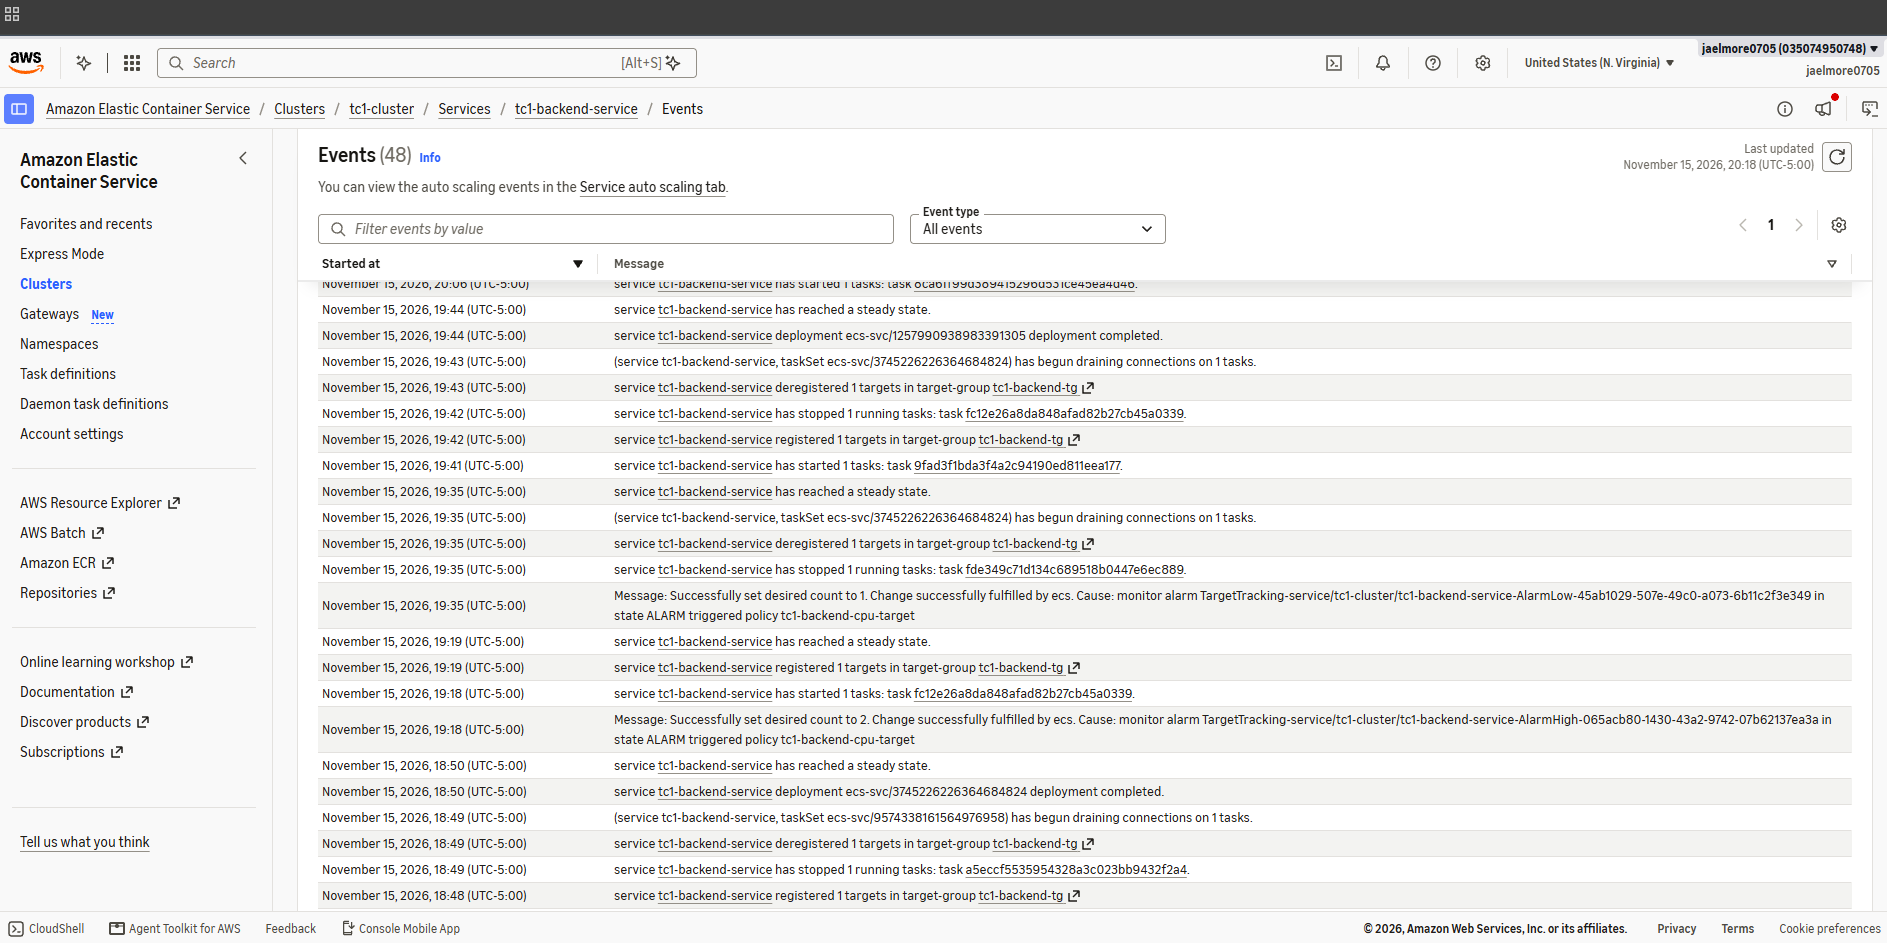 aws
Search
[Alt+S]
United States (N. Virginia)
jaelmore0705 (035074950748)
jaelmore0705
Amazon Elastic Container Service / Clusters / tc1-cluster / Services / tc1-backend-service / Events
Amazon Elastic
Container Service
Favorites and recents
Express Mode
Clusters
Gateways New
Namespaces
Task definitions
Daemon task definitions
Account settings
AWS Resource Explorer
AWS Batch
Amazon ECR
Repositories
Online learning workshop
Documentation
Discover products
Subscriptions
Tell us what you think
Events (48) Info
Last updated
November 15, 2026, 20:18 (UTC-5:00)
You can view the auto scaling events in the Service auto scaling tab.
Filter events by value
Event type
All events
1
Started at Message
November 15, 2026, 20:06 (UTC-5:00) service tc1-backend-service has started 1 tasks: task
November 15, 2026, 19:44 (UTC-5:00) service tc1-backend-service has reached a steady state.
November 15, 2026, 19:44 (UTC-5:00) service tc1-backend-service deployment ecs-svc/1257990938983391305 deployment completed.
November 15, 2026, 19:43 (UTC-5:00) (service tc1-backend-service, taskSet ecs-svc/3745226226364684824) has begun draining connections on 1 tasks.
November 15, 2026, 19:43 (UTC-5:00) service tc1-backend-service deregistered 1 targets in target-group tc1-backend-tg
November 15, 2026, 19:42 (UTC-5:00) service tc1-backend-service has stopped 1 running tasks: task fc12e26a8da848afad82b27cb45a0339.
November 15, 2026, 19:42 (UTC-5:00) service tc1-backend-service registered 1 targets in target-group tc1-backend-tg
November 15, 2026, 19:41 (UTC-5:00) service tc1-backend-service has started 1 tasks: task 9fad3f1bda3f4a2c94190ed811eea177.
November 15, 2026, 19:35 (UTC-5:00) service tc1-backend-service has reached a steady state.
November 15, 2026, 19:35 (UTC-5:00) (service tc1-backend-service, taskSet ecs-svc/3745226226364684824) has begun draining connections on 1 tasks.
November 15, 2026, 19:35 (UTC-5:00) service tc1-backend-service deregistered 1 targets in target-group tc1-backend-tg
November 15, 2026, 19:35 (UTC-5:00) service tc1-backend-service has stopped 1 running tasks: task fde349c71d134c689518b0447e6ec889.
November 15, 2026, 19:35 (UTC-5:00) Message: Successfully set desired count to 1. Change successfully fulfilled by ecs. Cause: monitor alarm TargetTracking-service/tc1-cluster/tc1-backend-service-AlarmLow-45ab1029-507e-49c0-a073-6b11c2f3e349 in
state ALARM triggered policy tc1-backend-cpu-target
November 15, 2026, 19:19 (UTC-5:00) service tc1-backend-service has reached a steady state.
November 15, 2026, 19:19 (UTC-5:00) service tc1-backend-service registered 1 targets in target-group tc1-backend-tg
November 15, 2026, 19:18 (UTC-5:00) service tc1-backend-service has started 1 tasks: task fc12e26a8da848afad82b27cb45a0339.
November 15, 2026, 19:18 (UTC-5:00) Message: Successfully set desired count to 2. Change successfully fulfilled by ecs. Cause: monitor alarm TargetTracking-service/tc1-cluster/tc1-backend-service-AlarmHigh-065acb80-1430-43a2-9742-07b62137ea3a in
state ALARM triggered policy tc1-backend-cpu-target
November 15, 2026, 18:50 (UTC-5:00) service tc1-backend-service has reached a steady state.
November 15, 2026, 18:50 (UTC-5:00) service tc1-backend-service deployment ecs-svc/3745226226364684824 deployment completed.
November 15, 2026, 18:49 (UTC-5:00) (service tc1-backend-service, taskSet ecs-svc/9574338161564976958) has begun draining connections on 1 tasks.
November 15, 2026, 18:49 (UTC-5:00) service tc1-backend-service deregistered 1 targets in target-group tc1-backend-tg
November 15, 2026, 18:49 (UTC-5:00) service tc1-backend-service has stopped 1 running tasks: task a5eccf5535954328a3c023bb9432f2a4.
November 15, 2026, 18:48 (UTC-5:00) service tc1-backend-service registered 1 targets in target-group tc1-backend-tg
CloudShell Agent Toolkit for AWS Feedback Console Mobile App
© 2026, Amazon Web Services, Inc. or its affiliates. Privacy Terms Cookie preferences